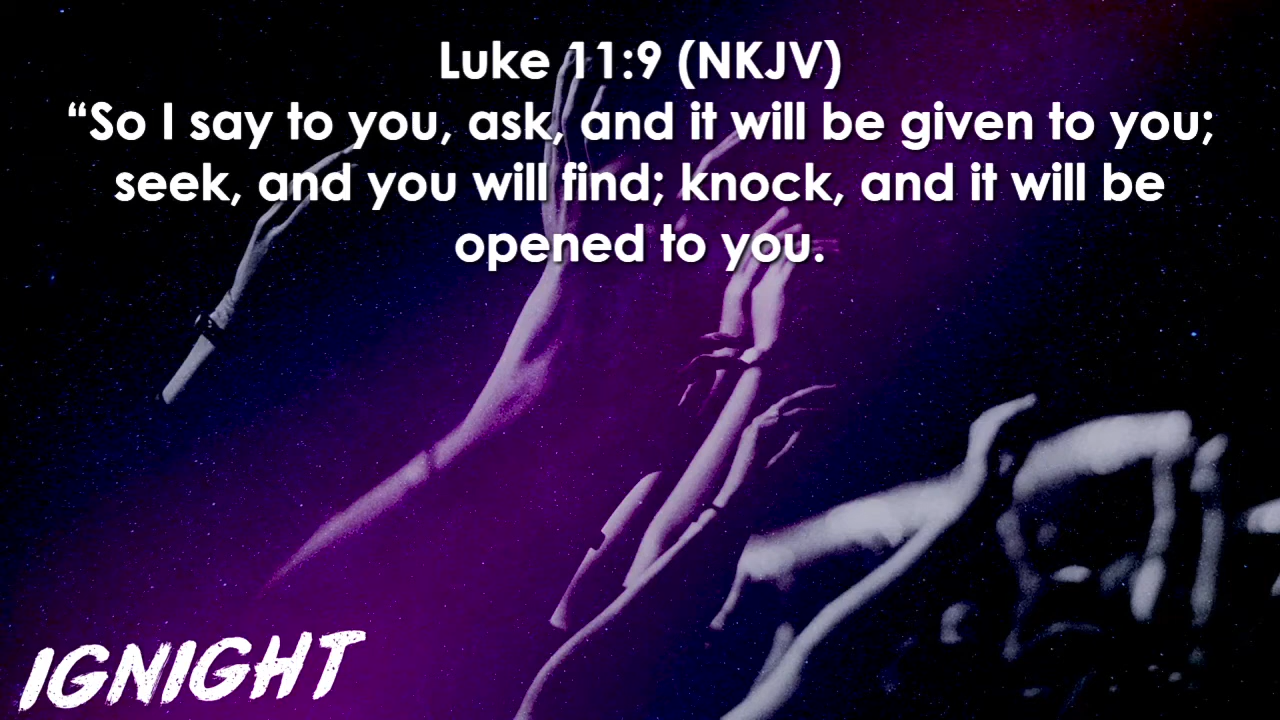 Luke 11:9 (NKJV)
“So I say to you, ask, and it will be given to you;
seek, and you will find; knock, and it will be
opened to you.
IGNIGHT